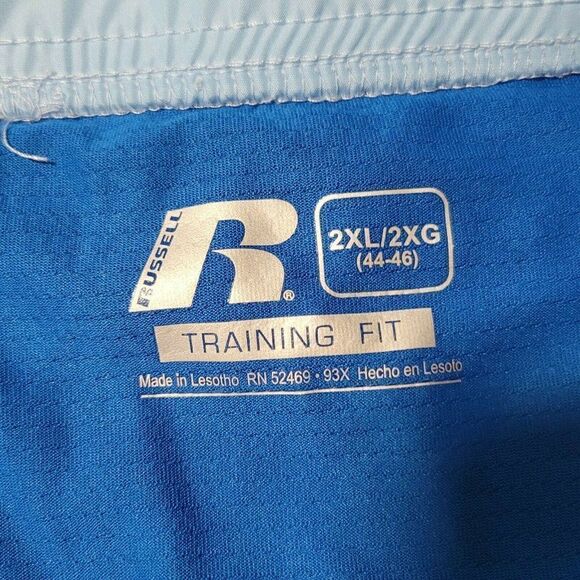 RUSSELL
R®
2XL/2XG
(44-46)
TRAINING FIT
Made in Lesotho RN 52469 • 93X Hecho en Lesoto